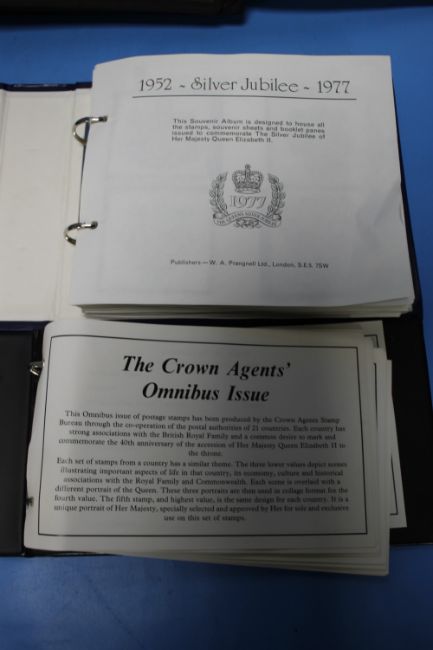 1952 ~ Silver Jubilee ~ 1977
This Souvenir Album is designed to house all
the stamps, souvenir sheets and booklet panes
issued to commemorate The Silver Jubilee of
Her Majesty Queen Elizabeth II.
1977
THE QUEEN'S SILVER JUBILEE
Publishers — W. A. Prangnell Ltd., London, S.E.5. 7SW
The Crown Agents'
Omnibus Issue
This Omnibus issue of postage stamps has been produced by the Crown Agents Stamp
Bureau through the co-operation of the postal authorities of 21 countries. Each country has
strong associations with the British Royal Family and a common desire to mark and
commemorate the 40th anniversary of the accession of Her Majesty Queen Elizabeth II to
the throne.
Each set of stamps from a country has a similar theme. The three lower values depict scenes
illustrating important aspects of life in that country, its economy, culture and historical
associations with the Royal Family and Commonwealth. Each scene is overlaid with a
different portrait of the Queen. These three portraits are then used in collage format for the
fourth value. The fifth stamp, and highest value, is the same design for each country. It is a
unique portrait of Her Majesty, specially selected and approved by Her for sole and exclusive
use on this set of stamps.